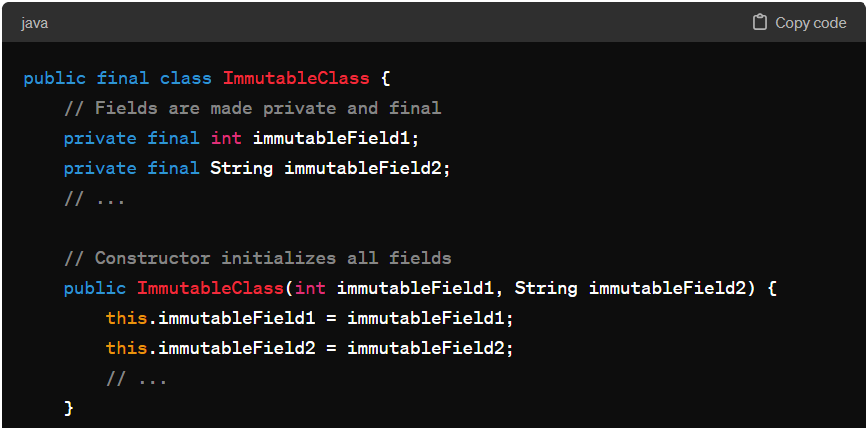 java Copy code
public final class ImmutableClass {
    // Fields are made private and final
    private final int immutableField1;
    private final String immutableField2;
    // ...

    // Constructor initializes all fields
    public ImmutableClass(int immutableField1, String immutableField2) {
        this.immutableField1 = immutableField1;
        this.immutableField2 = immutableField2;
        // ...
    }